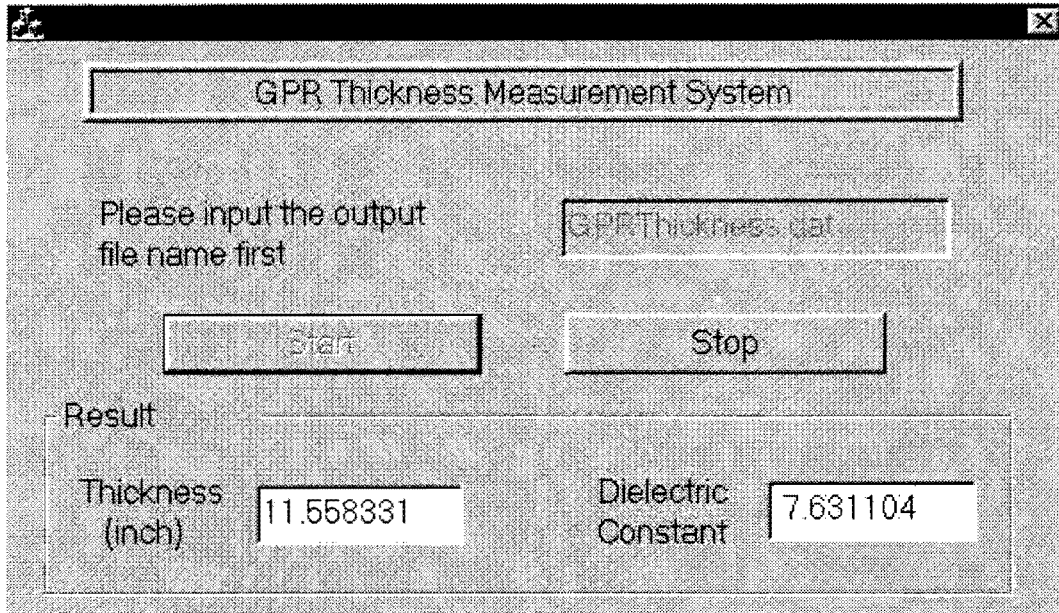 GPR Thickness Measurement System
Please input the output
file name first
GPRThickness.dat
Start
Stop
Result
Thickness
(inch)
11.558331
Dielectric
Constant
7.631104